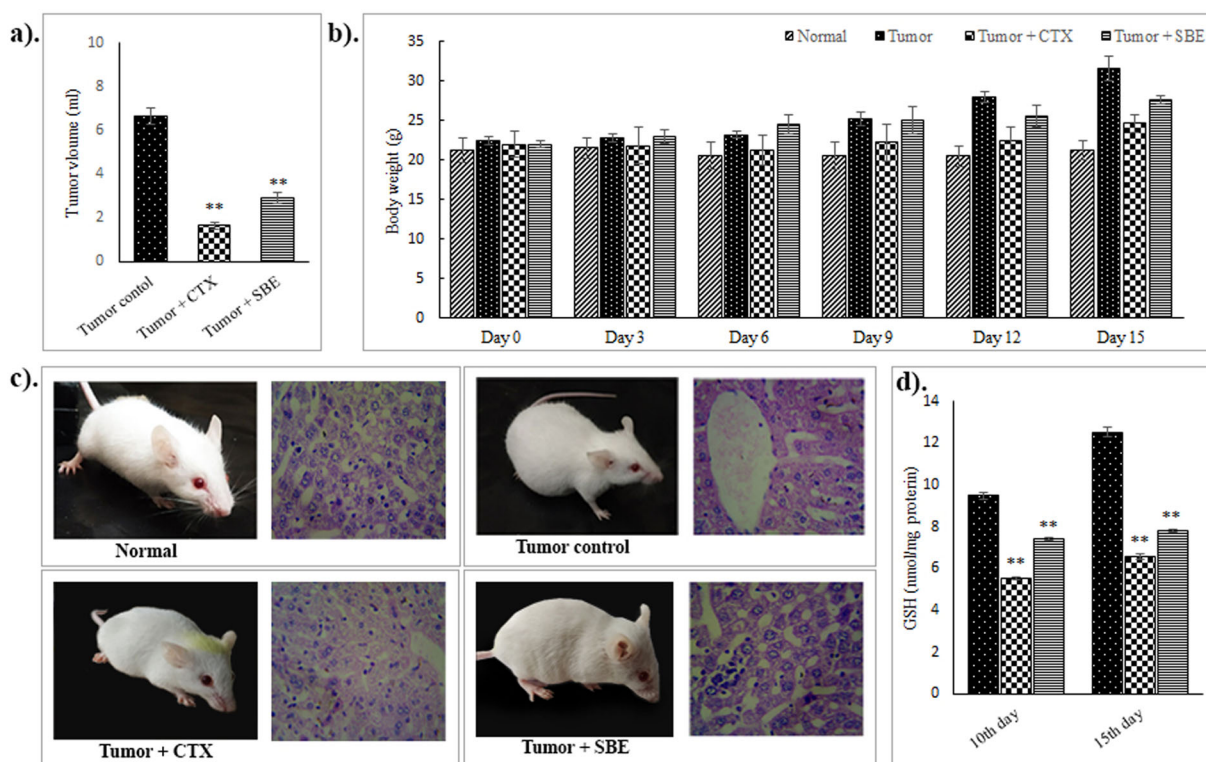 a).
Tumor vloume (ml)
10
8
6
4
2
0
**
**
Tumor contol
Tumor + CTX
Tumor + SBE
b).
Normal Tumor Tumor + CTX Tumor + SBE
Body weight (g)
35
30
25
20
15
10
5
0
Day 0 Day 3 Day 6 Day 9 Day 12 Day 15
c).
Normal
Tumor control
Tumor + CTX
Tumor + SBE
d).
GSH (nmol/mg proterin)
14
12
10
8
6
4
2
0
**
**
**
**
10th day
15th day